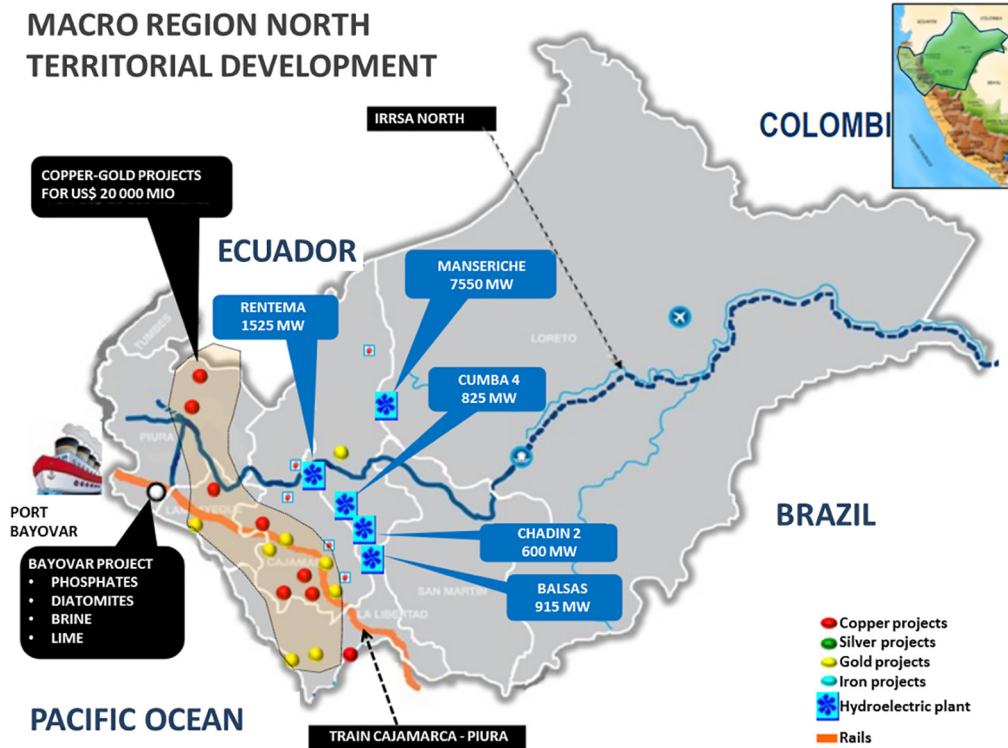 MACRO REGION NORTH
TERRITORIAL DEVELOPMENT
IRRSA NORTH
COLOMBI
COPPER-GOLD PROJECTS
FOR US$ 20 000 MIO
ECUADOR
MANSERICHE
7550 MW
RENTEMA
1525 MW
TUMBES
LORETO
CUMBA 4
825 MW
PIURA
PORT
BAYOVAR
BRAZIL
CHADIN 2
600 MW
BAYOVAR PROJECT
• PHOSPHATES
• DIATOMITES
• BRINE
• LIME
BALSAS
915 MW
SAN MARTIN
LA LIBERTAD
Copper projects
Silver projects
Gold projects
Iron projects
Hydroelectric plant
Rails
PACIFIC OCEAN
TRAIN CAJAMARCA - PIURA